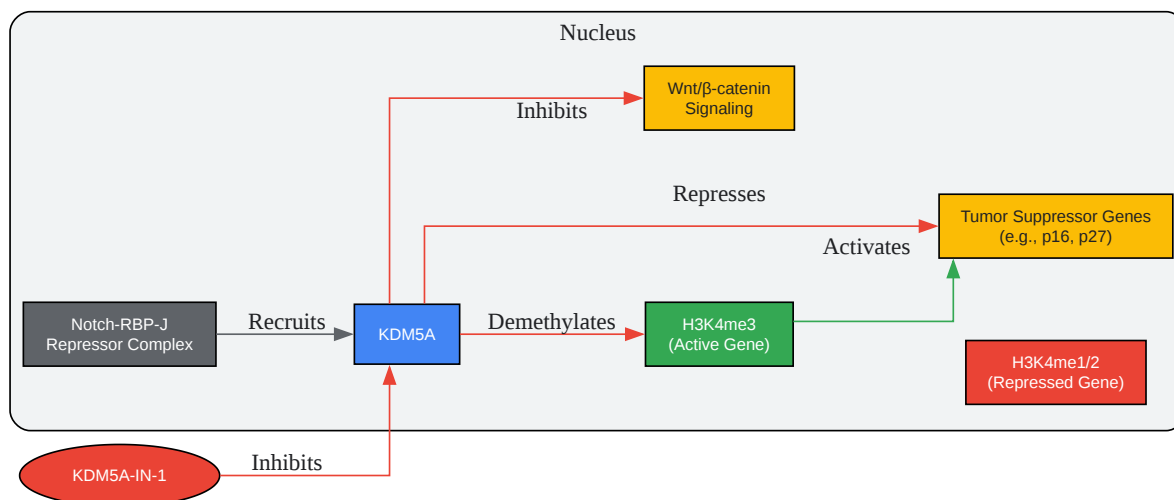 Nucleus
Wnt/β-catenin
Signaling
Inhibits
Represses
Tumor Suppressor Genes
(e.g., p16, p27)
Activates
Notch-RBP-J
Repressor Complex
Recruits
KDM5A
Demethylates
H3K4me3
(Active Gene)
H3K4me1/2
(Repressed Gene)
KDM5A-IN-1
Inhibits